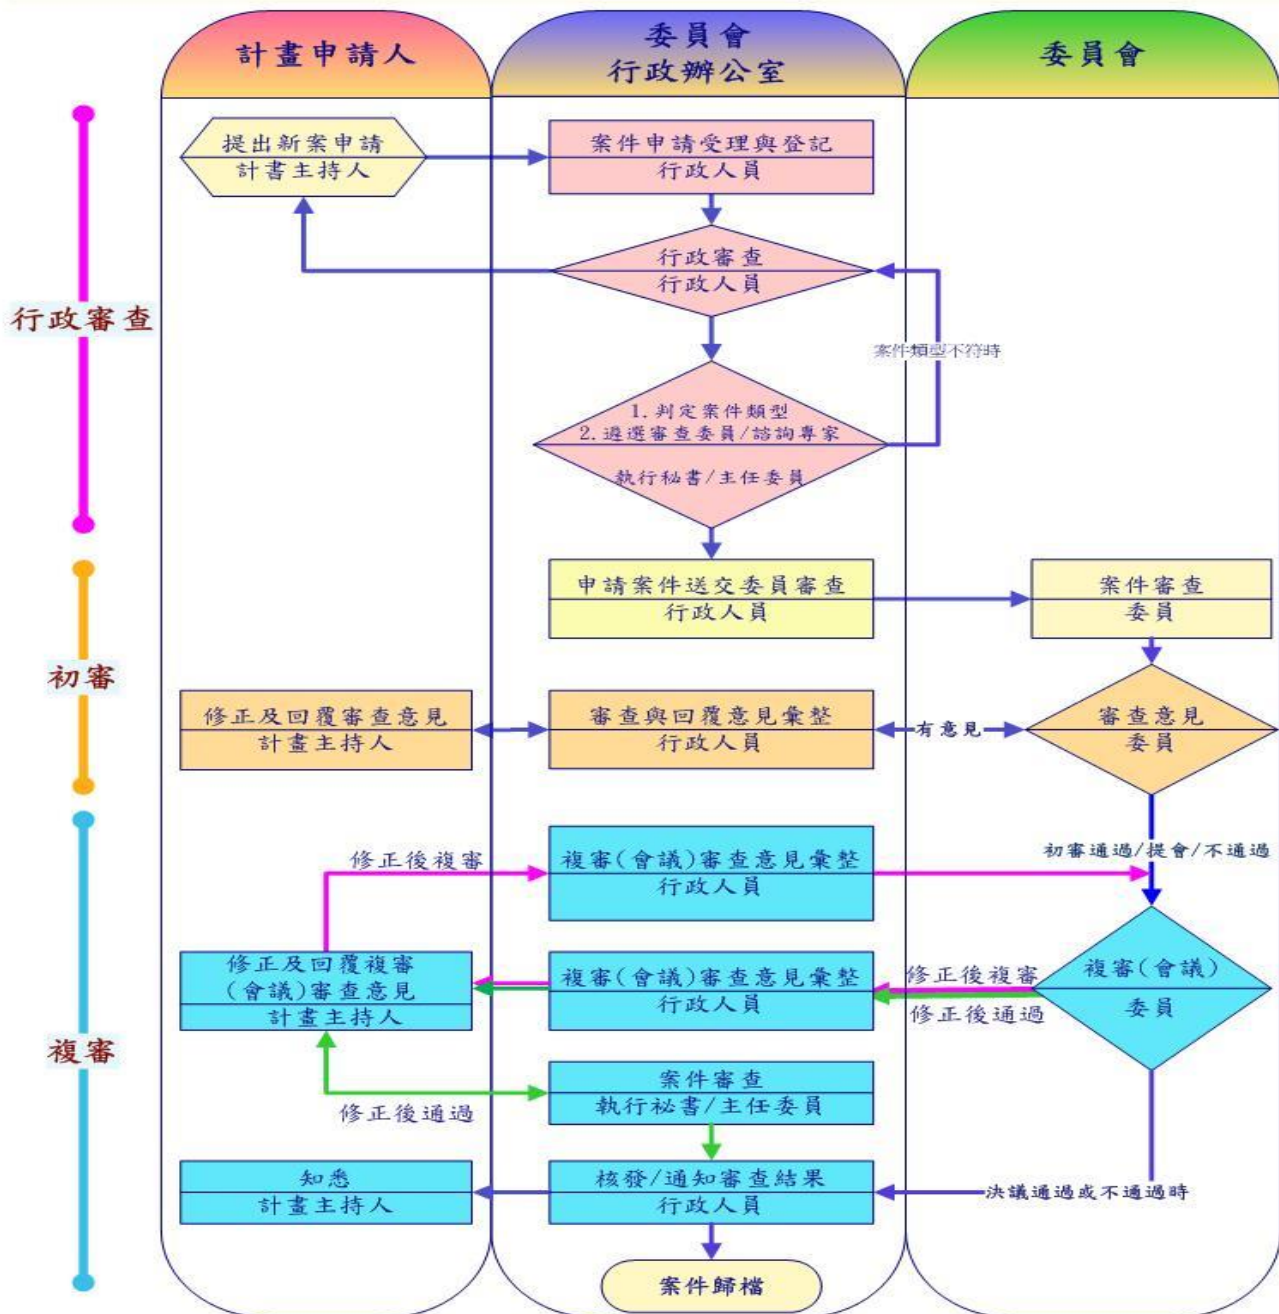 計畫申請人
委員會
行政辦公室
委員會
行政審查
提出新案申請
計書主持人
案件申請受理與登記
行政人員
行政審查
行政人員
案件類型不符時
1.判定案件類型
2.遴選審查委員/諮詢專家
執行秘書/主任委員
初審
申請案件送交委員審查
行政人員
案件審查
委員
修正及回覆審查意見
計畫主持人
審查與回覆意見彙整
行政人員
有意見
審查意見
委員
初審通過/提會/不通過
複審
修正後複審
複審(會議)審查意見彙整
行政人員
修正及回覆複審
(會議)審查意見
計畫主持人
複審(會議)審查意見彙整
行政人員
修正後複審
修正後通過
複審(會議)
委員
修正後通過
案件審查
執行祕書/主任委員
知悉
計畫主持人
核發/通知審查結果
行政人員
決議通過或不通過時
案件歸檔